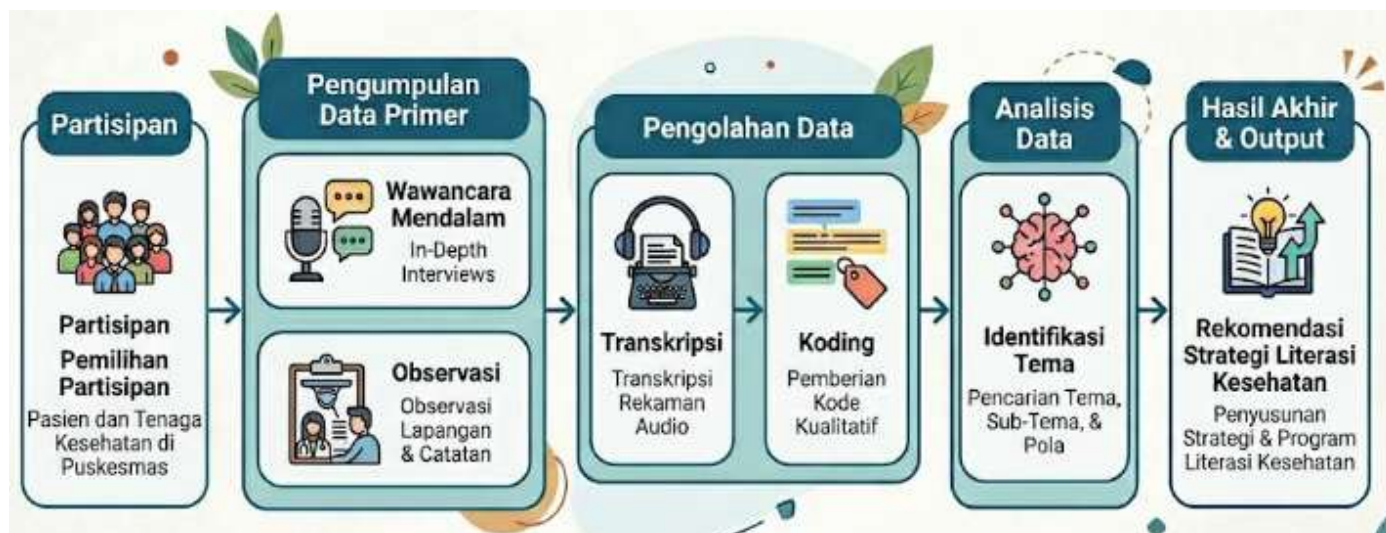 Partisipan
Partisipan
Pemilihan
Partisipan
Pasien dan Tenaga
Kesehatan di
Puskesmas
Pengumpulan
Data Primer
Wawancara
Mendalam
In-Depth
Interviews
Observasi
Observasi
Lapangan
& Catatan
Pengolahan Data
Transkripsi
Transkripsi
Rekaman
Audio
Koding
Pemberian
Kode
Kualitatif
Analisis
Data
Identifikasi
Tema
Pencarian Tema,
Sub-Tema, &
Pola
Hasil Akhir
& Output
Rekomendasi
Strategi Literasi
Kesehatan
Penyusunan
Strategi & Program
Literasi Kesehatan